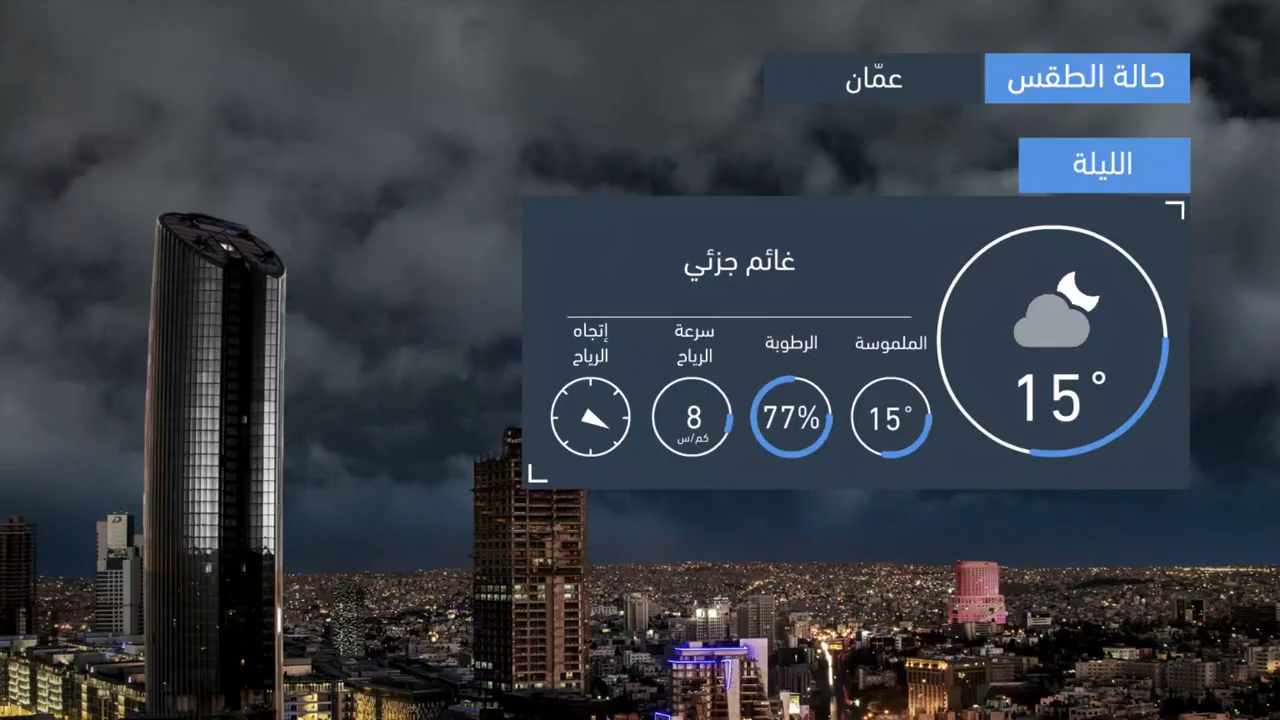 حالة الطقس
عمّان
الليلة
15°
غائم جزئي
الملموسة
15°
الرطوبة
77%
سرعة
الرياح
8
كم/س
إتجاه
الرياح